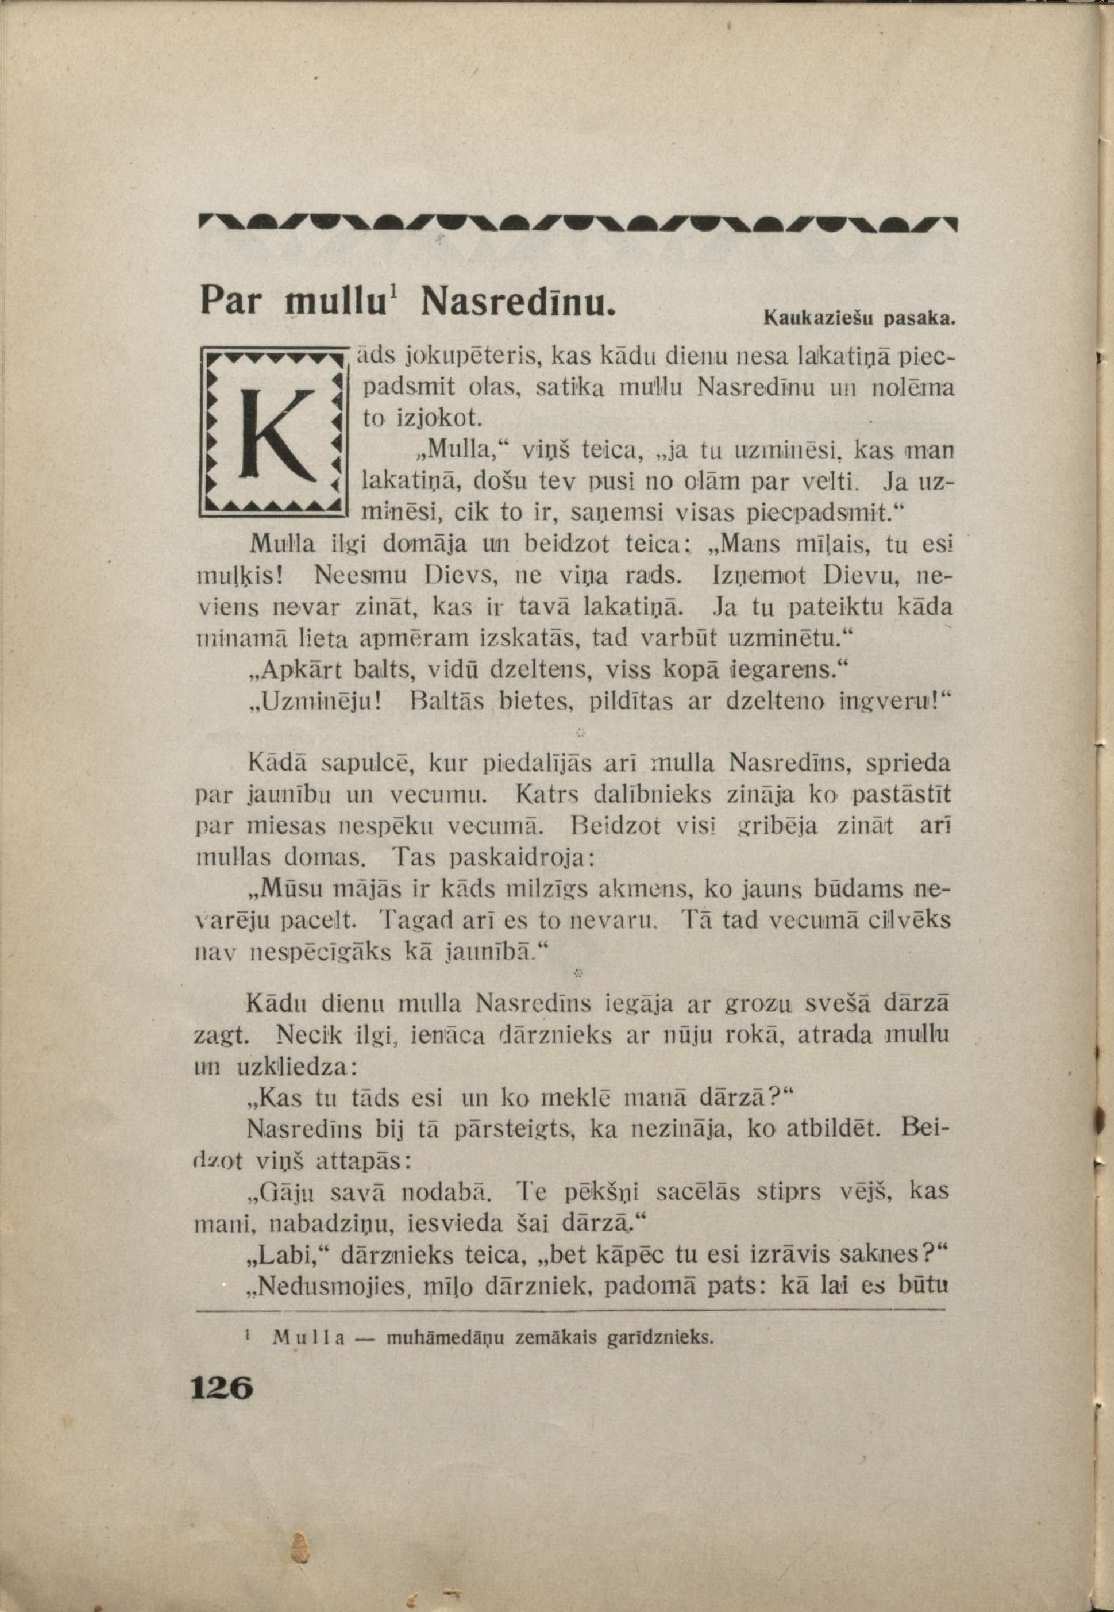 Par mullu¹ Nasredīnu.
Kaukaziešu pasaka.
Kāds jokupēteris, kas kādu dienu nesa lakatiņā piec-
padsmit olas, satika mullu Nasredīnu un nolēma
to izjokot.
„Mulla,“ viņš teica, „ja tu uzminēsi, kas man
lakatiņā, došu tev pusi no olām par velti. Ja uz-
minēsi, cik to ir, saņemsi visas piecpadsmit.“
Mulla ilgi domāja un beidzot teica: „Mans mīļais, tu esi
muļķis! Neesmu Dievs, ne viņa rads. Izņemot Dievu, ne-
viens nevar zināt, kas ir tavā lakatiņā. Ja tu pateiktu kāda
minamā lieta apmēram izskatās, tad varbūt uzminētu.“
„Apkārt balts, vidū dzeltens, viss kopā iegarens.“
„Uzminēju! Baltās bietes, pildītas ar dzelteno ingveru!“
*
Kādā sapulcē, kur piedalījās arī mulla Nasredīns, sprieda
par jaunību un vecumu. Katrs dalībnieks zināja ko pastāstīt
par miesas nespēku vecumā. Beidzot visi gribēja zināt arī
mullas domas. Tas paskaidroja:
„Mūsu mājās ir kāds milzīgs akmens, ko jauns būdams ne-
varēju pacelt. Tagad arī es to nevaru. Tā tad vecumā cilvēks
nav nespēcīgāks kā jaunībā.“
*
Kādu dienu mulla Nasredīns iegāja ar grozu svešā dārzā
zagt. Necik ilgi, ienāca dārznieks ar nūju rokā, atrada mullu
un uzkliedza:
„Kas tu tāds esi un ko meklē manā dārzā?“
Nasredīns bij tā pārsteigts, ka nezināja, ko atbildēt. Bei-
dzot viņš attapās:
„Gāju savā nodabā. Te pēkšņi sacēlās stiprs vējš, kas
mani, nabadziņu, iesvieda šai dārzā.“
„Labi,“ dārznieks teica, „bet kāpēc tu esi izrāvis saknes?“
„Nedusmojies, mīļo dārzniek, padomā pats: kā lai es būtu
¹ Mulla — muhāmedāņu zemākais garīdznieks.
126